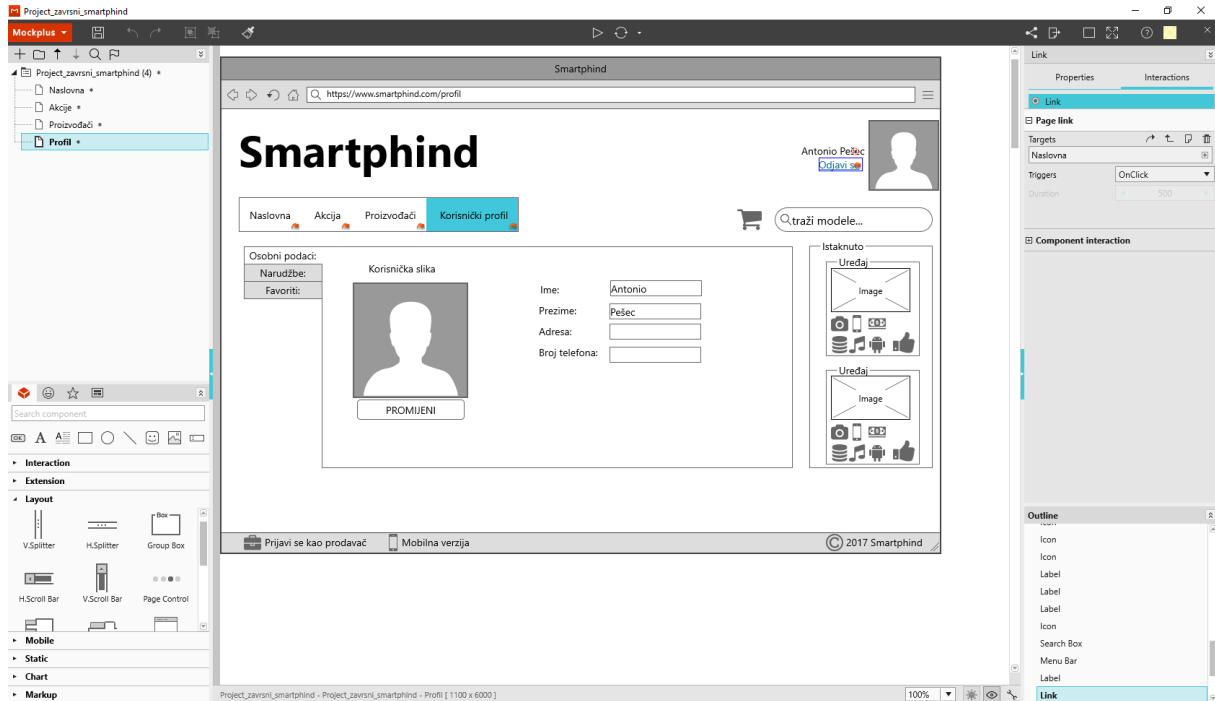 Project_zavrsni_smartphind
Mockplus
Project_zavrsni_smartphind (4) *
Naslovna *
Akcije *
Proizvođači *
Profil *
Search component
OK
A
Interaction
Extension
Layout
V.Splitter
H.Splitter
Box
Group Box
H.Scroll Bar
V.Scroll Bar
Page Control
Mobile
Static
Chart
Markup
Smartphind
https://www.smartphind.com/profil
Smartphind
Antonio Pešec
Odjavi se
Naslovna
Akcija
Proizvođači
Korisnički profil
traži modele...
Osobni podaci:
Narudžbe:
Favoriti:
Korisnička slika
PROMIJENI
Ime:
Antonio
Prezime:
Pešec
Adresa:
Broj telefona:
Istaknuto
Uređaj
Image
Uređaj
Image
Prijavi se kao prodavač
Mobilna verzija
© 2017 Smartphind
Project_zavrsni_smartphind - Project_zavrsni_smartphind - Profil [ 1100 x 6000 ]
100%
Link
Properties
Interactions
Link
Page link
Targets
Naslovna
Triggers
OnClick
Duration
500
Component interaction
Outline
Icon
Icon
Icon
Label
Label
Label
Icon
Search Box
Menu Bar
Label
Link